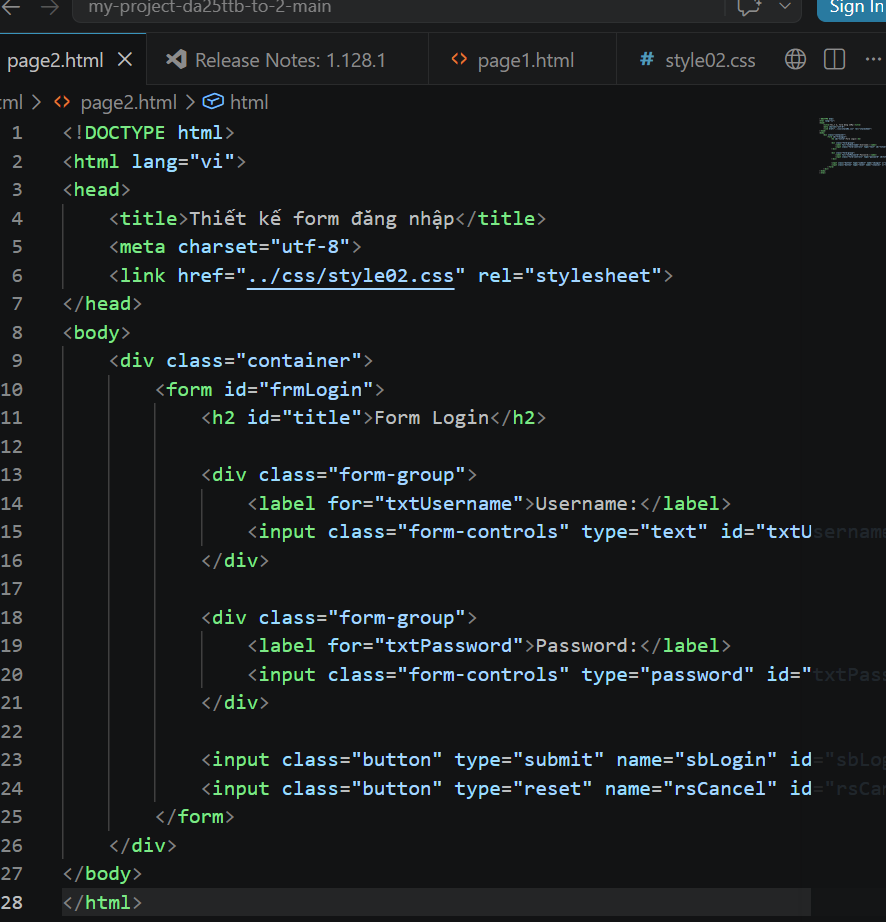 my-project-da25ttb-to-2-main
Sign In
page2.html Release Notes: 1.128.1 page1.html # style02.css
page2.html > html
1 <!DOCTYPE html>
2 <html lang="vi">
3 <head>
4 <title>Thiết kế form đăng nhập</title>
5 <meta charset="utf-8">
6 <link href="../css/style02.css" rel="stylesheet">
7 </head>
8 <body>
9 <div class="container">
10 <form id="frmLogin">
11 <h2 id="title">Form Login</h2>
12
13 <div class="form-group">
14 <label for="txtUsername">Username:</label>
15 <input class="form-controls" type="text" id="txtUsername
16 </div>
17
18 <div class="form-group">
19 <label for="txtPassword">Password:</label>
20 <input class="form-controls" type="password" id="txtPass
21 </div>
22
23 <input class="button" type="submit" name="sbLogin" id="sbLog
24 <input class="button" type="reset" name="rsCancel" id="rsCan
25 </form>
26 </div>
27 </body>
28 </html>